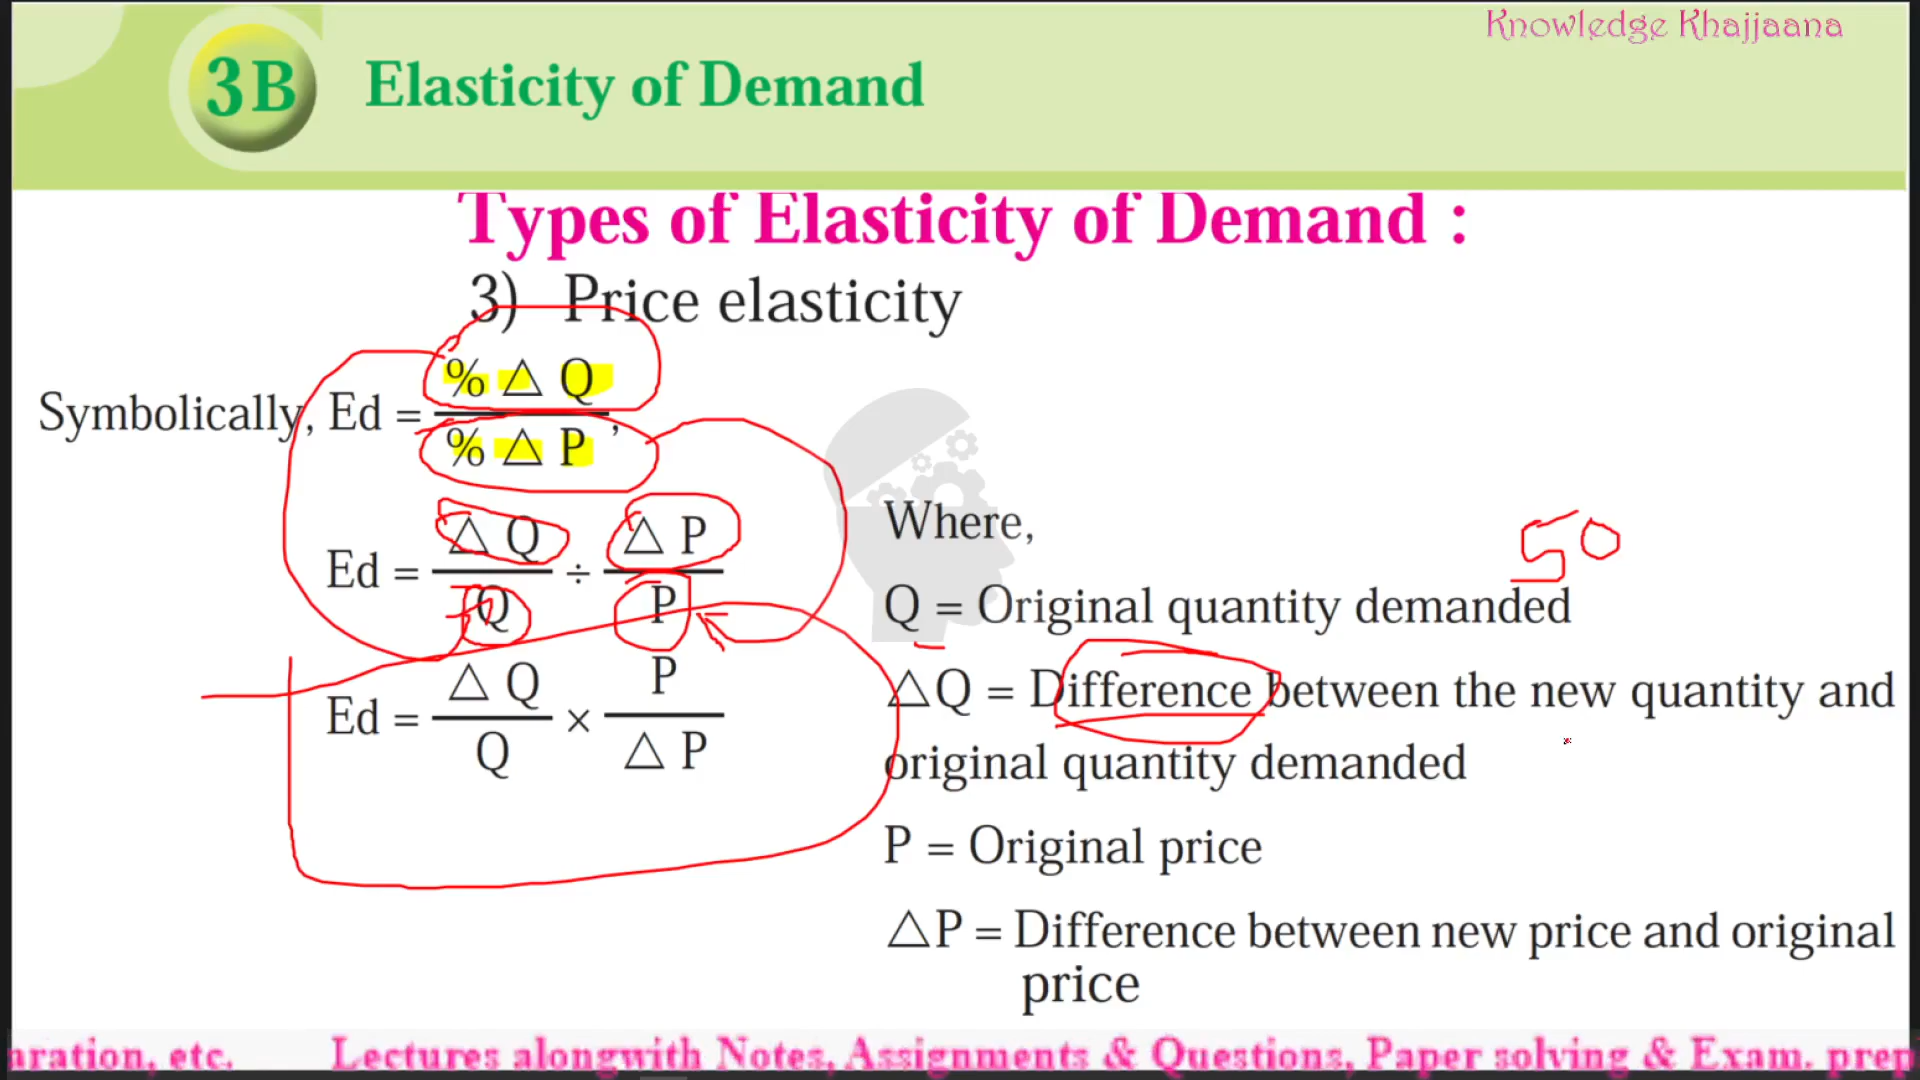 Knowledge Khajjaana
3B Elasticity of Demand
Types of Elasticity of Demand :
3) Price elasticity
Symbolically, Ed = % △ Q / % △ P ,
Ed = △ Q / Q ÷ △ P / P
Ed = △ Q / Q × P / △ P
Where,
50
Q = Original quantity demanded
△Q = Difference between the new quantity and
original quantity demanded
P = Original price
△P = Difference between new price and original
price
aration, etc. Lectures alongwith Notes, Assignments & Questions, Paper solving & Exam. prep